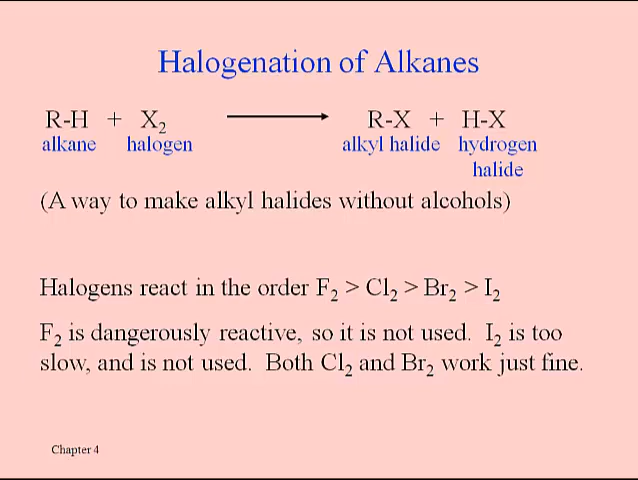 Halogenation of Alkanes
R-H + X2 R-X + H-X
alkane halogen alkyl halide hydrogen
halide
(A way to make alkyl halides without alcohols)
Halogens react in the order F2 > Cl2 > Br2 > I2
F2 is dangerously reactive, so it is not used. I2 is too
slow, and is not used. Both Cl2 and Br2 work just fine.
Chapter 4